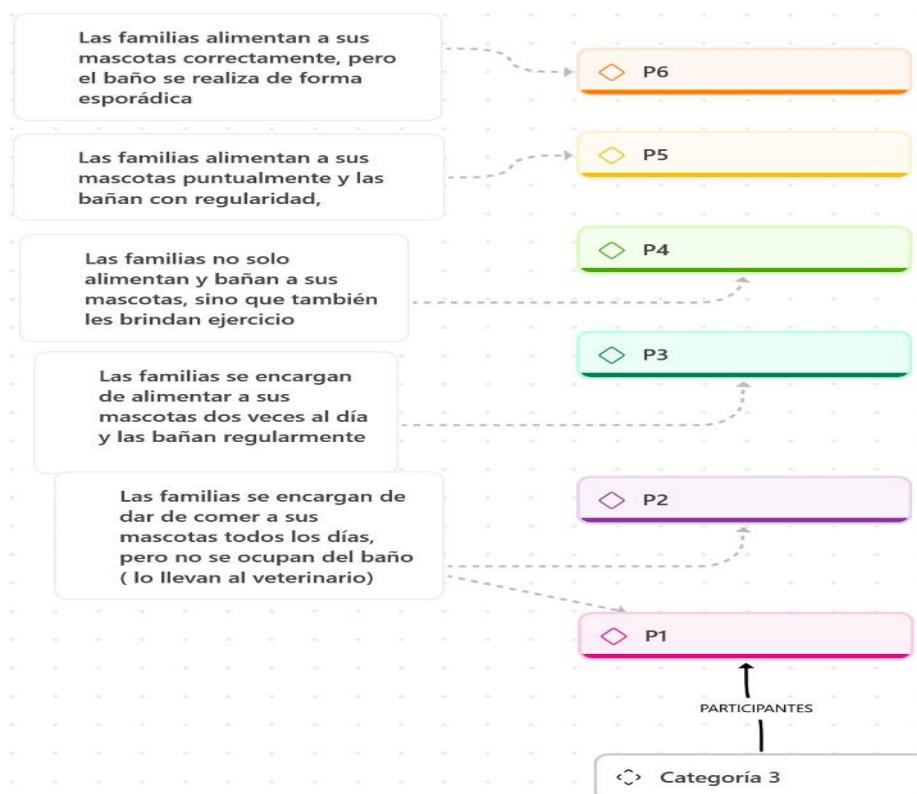 Las familias alimentan a sus
mascotas correctamente, pero
el baño se realiza de forma
esporádica
P6
Las familias alimentan a sus
mascotas puntualmente y las
bañan con regularidad,
P5
Las familias no solo
alimentan y bañan a sus
mascotas, sino que también
les brindan ejercicio
P4
Las familias se encargan
de alimentar a sus
mascotas dos veces al día
y las bañan regularmente
P3
Las familias se encargan de
dar de comer a sus
mascotas todos los días,
pero no se ocupan del baño
( lo llevan al veterinario)
P2
P1
PARTICIPANTES
Categoría 3